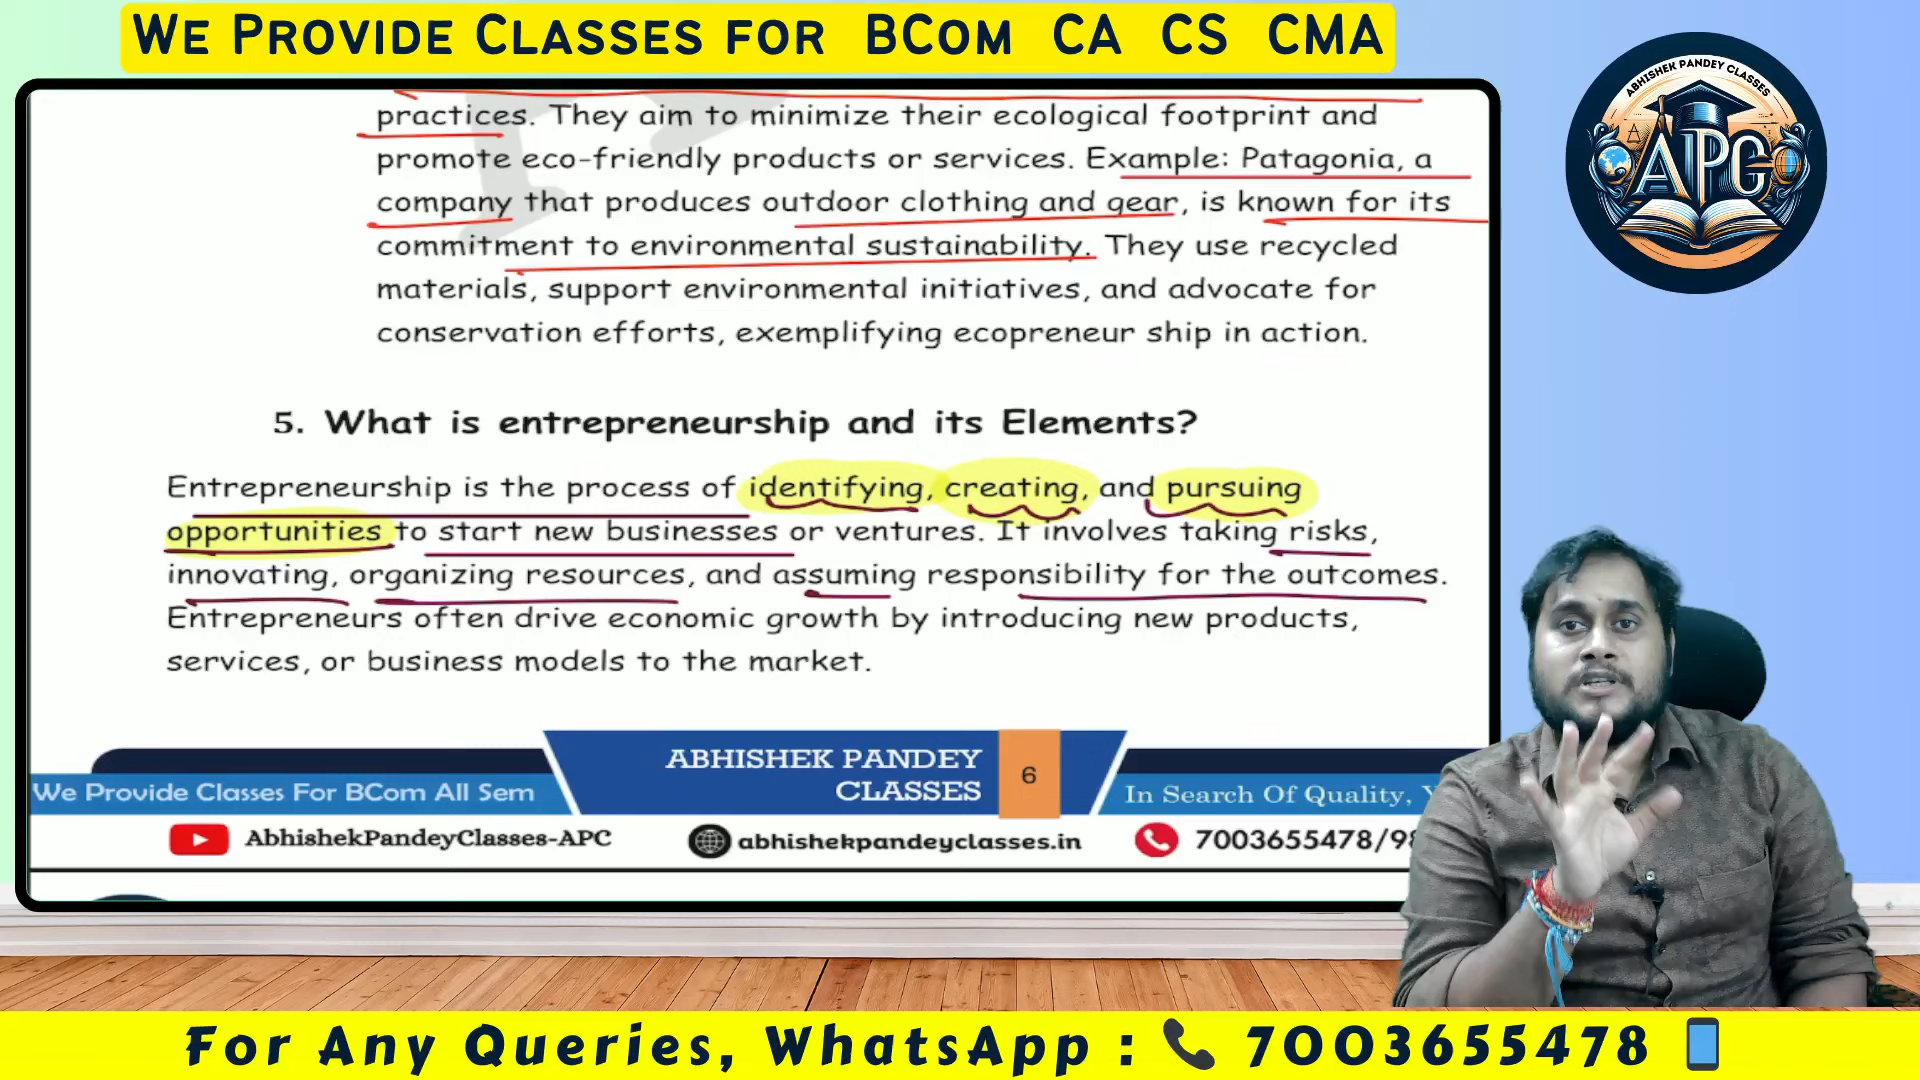 WE PROVIDE CLASSES FOR BCOM CA CS CMA
ABHISHEK PANDEY CLASSES
APC
practices. They aim to minimize their ecological footprint and
promote eco-friendly products or services. Example: Patagonia, a
company that produces outdoor clothing and gear, is known for its
commitment to environmental sustainability. They use recycled
materials, support environmental initiatives, and advocate for
conservation efforts, exemplifying ecopreneur ship in action.
5. What is entrepreneurship and its Elements?
Entrepreneurship is the process of identifying, creating, and pursuing
opportunities to start new businesses or ventures. It involves taking risks,
innovating, organizing resources, and assuming responsibility for the outcomes.
Entrepreneurs often drive economic growth by introducing new products,
services, or business models to the market.
ABHISHEK PANDEY
CLASSES
6
We Provide Classes For BCom All Sem
In Search Of Quality, Y
AbhishekPandeyClasses-APC
abhishekpandeyclasses.in
7003655478/98
For Any Queries, WhatsApp : 7003655478